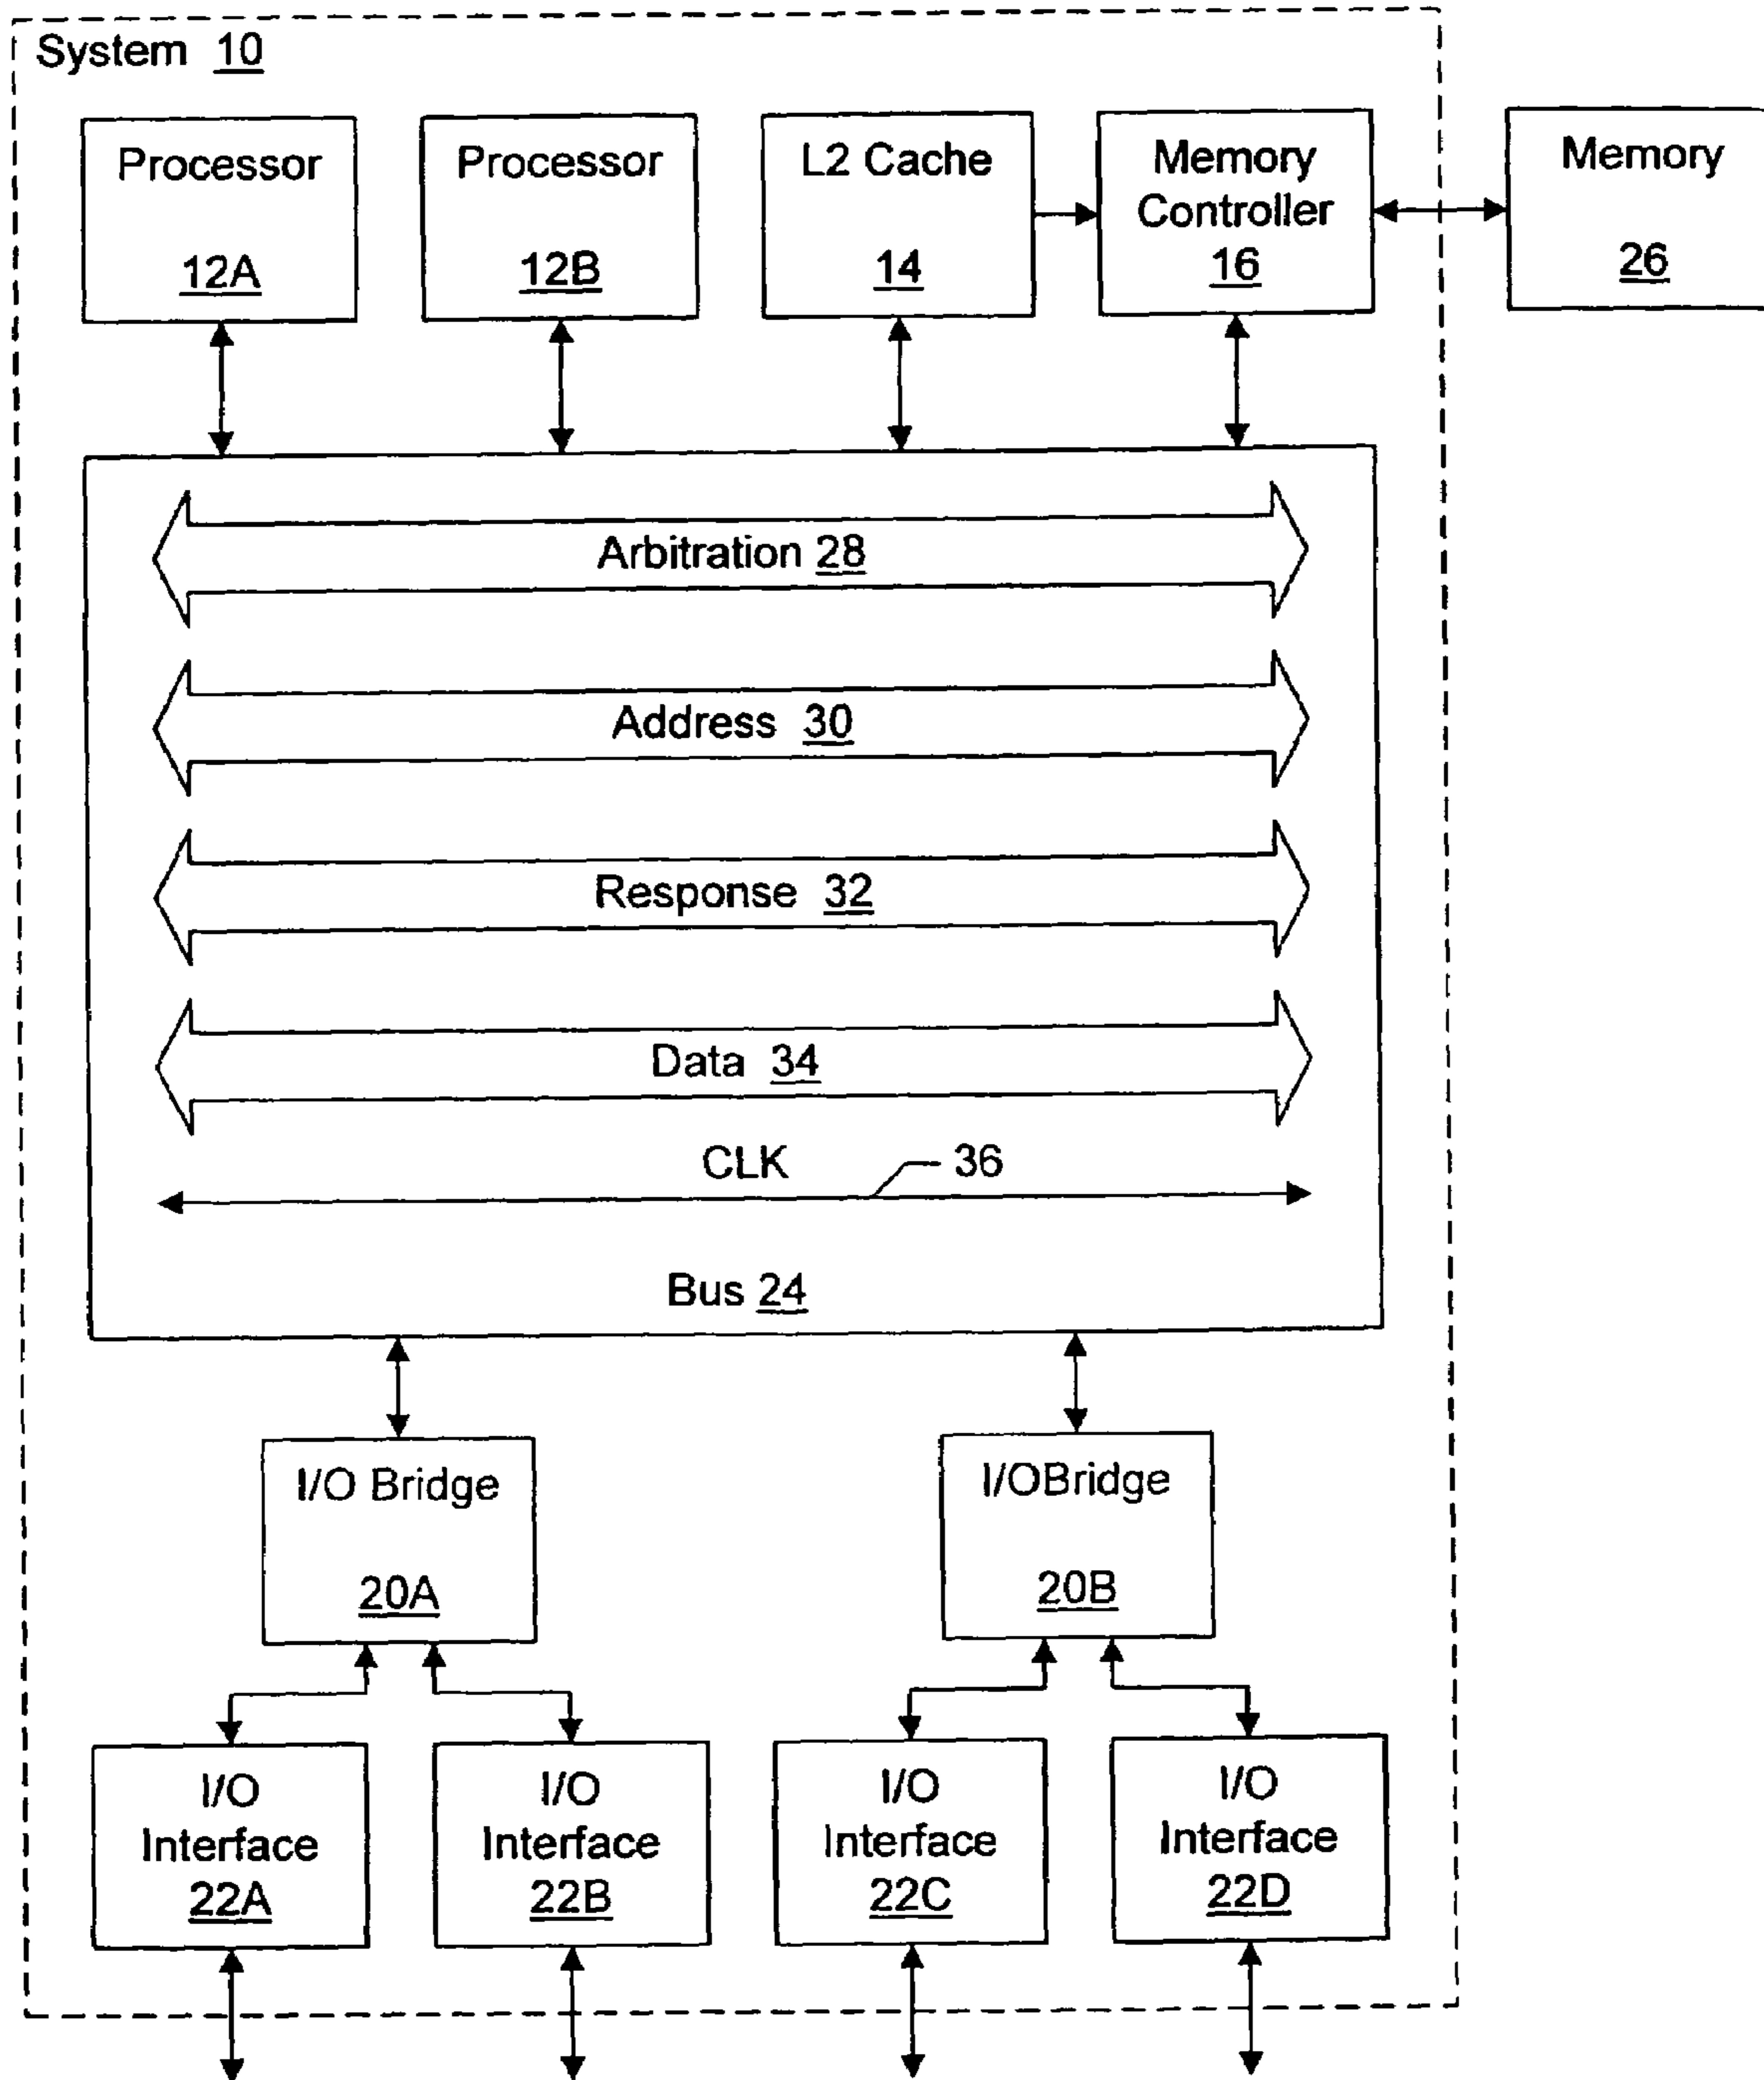 System 10
Processor
12A
Processor
12B
L2 Cache
14
Memory
Controller
16
Memory
26
Arbitration 28
Address 30
Response 32
Data 34
CLK
36
Bus 24
I/O Bridge
20A
I/OBridge
20B
I/O
Interface
22A
I/O
Interface
22B
I/O
Interface
22C
I/O
Interface
22D